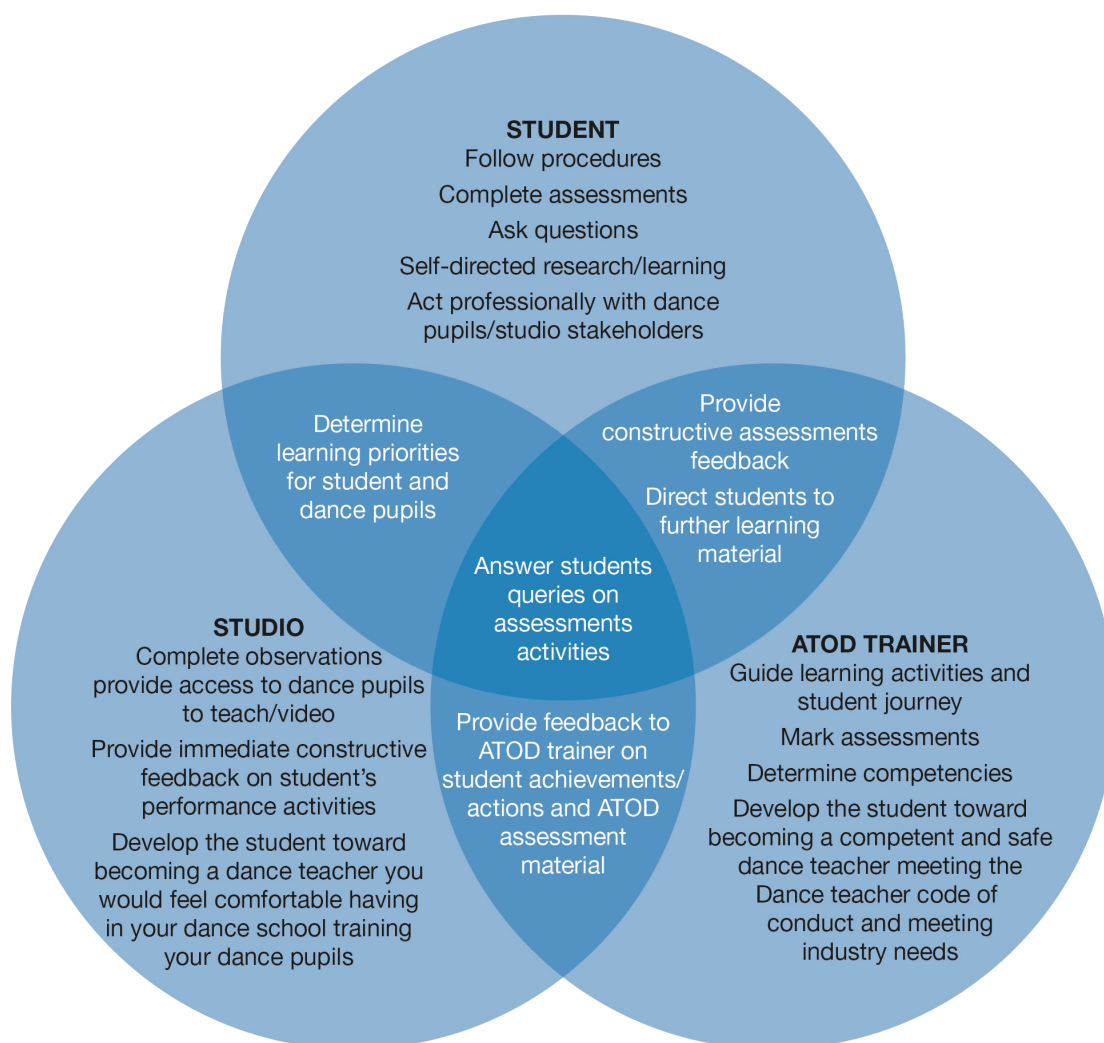 STUDENT
Follow procedures
Complete assessments
Ask questions
Self-directed research/learning
Act professionally with dance
pupils/studio stakeholders
Determine
learning priorities
for student and
dance pupils
Provide
constructive assessments
feedback
Direct students to
further learning
material
Answer students
queries on
assessments
activities
STUDIO
Complete observations
provide access to dance pupils
to teach/video
Provide immediate constructive
feedback on student’s
performance activities
Develop the student toward
becoming a dance teacher you
would feel comfortable having
in your dance school training
your dance pupils
Provide feedback to
ATOD trainer on
student achievements/
actions and ATOD
assessment
material
ATOD TRAINER
Guide learning activities and
student journey
Mark assessments
Determine competencies
Develop the student toward
becoming a competent and safe
dance teacher meeting the
Dance teacher code of
conduct and meeting
industry needs